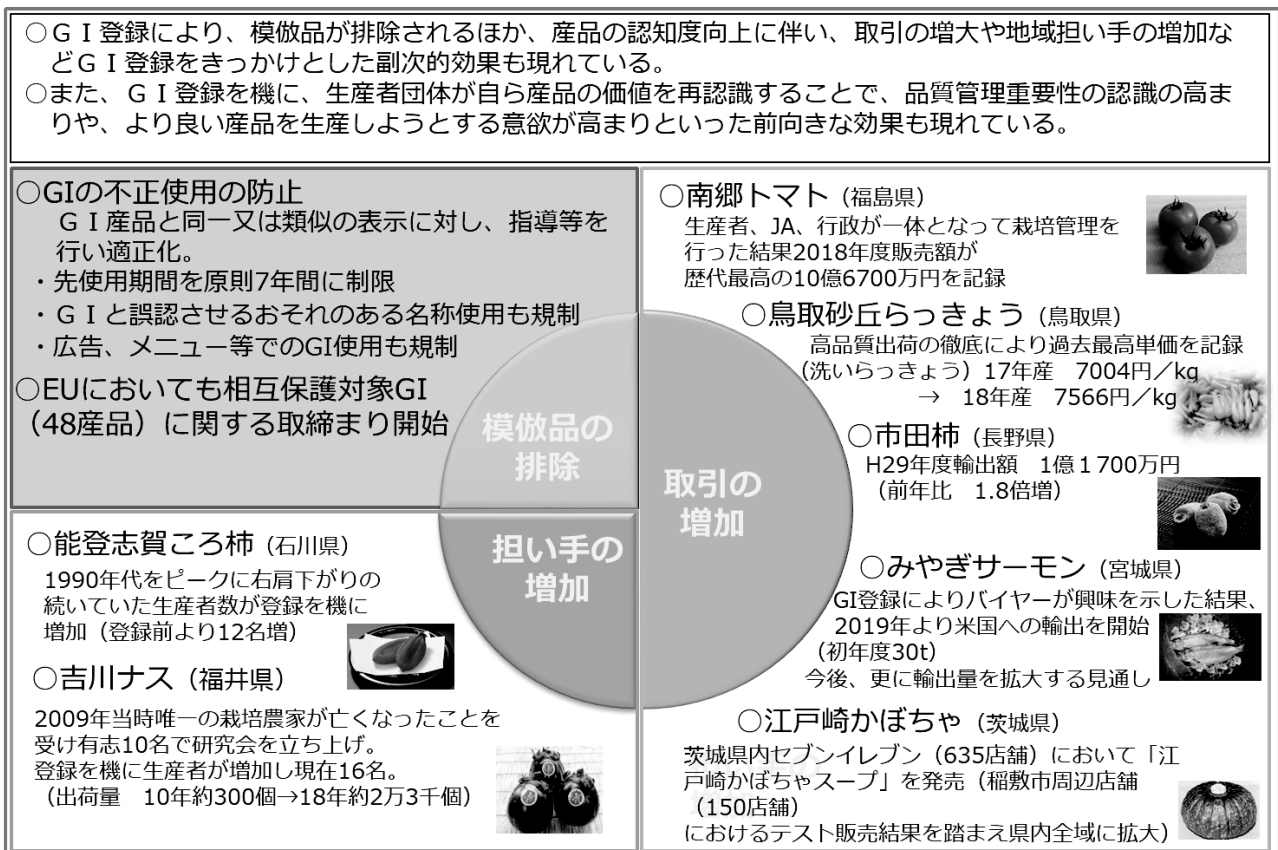 ○ＧＩ登録により、模倣品が排除されるほか、産品の認知度向上に伴い、取引の増大や地域担い手の増加な
どＧＩ登録をきっかけとした副次的効果も現れている。
○また、ＧＩ登録を機に、生産者団体が自ら産品の価値を再認識することで、品質管理重要性の認識の高ま
りや、より良い産品を生産しようとする意欲が高まりといった前向きな効果も現れている。
○GIの不正使用の防止
ＧＩ産品と同一又は類似の表示に対し、指導等を
行い適正化。
・先使用期間を原則7年間に制限
・ＧＩと誤認させるおそれのある名称使用も規制
・広告、メニュー等でのGI使用も規制
○EUにおいても相互保護対象GI
（48産品）に関する取締まり開始
模倣品の
排除
○能登志賀ころ柿（石川県）
1990年代をピークに右肩下がりの
続いていた生産者数が登録を機に
増加（登録前より12名増）
○吉川ナス（福井県）
2009年当時唯一の栽培農家が亡くなったことを
受け有志10名で研究会を立ち上げ。
登録を機に生産者が増加し現在16名。
（出荷量　10年約300個→18年約2万3千個）
担い手の
増加
取引の
増加
○南郷トマト（福島県）
生産者、JA、行政が一体となって栽培管理を
行った結果2018年度販売額が
歴代最高の10億6700万円を記録
○鳥取砂丘らっきょう（鳥取県）
高品質出荷の徹底により過去最高単価を記録
（洗いらっきょう）17年産　7004円／kg
→　18年産　7566円／kg
○市田柿（長野県）
H29年度輸出額　1億１700万円
（前年比　1.8倍増）
○みやぎサーモン（宮城県）
GI登録によりバイヤーが興味を示した結果、
2019年より米国への輸出を開始
（初年度30t）
今後、更に輸出量を拡大する見通し
○江戸崎かぼちゃ（茨城県）
茨城県内セブンイレブン（635店舗）において「江
戸崎かぼちゃスープ」を発売（稲敷市周辺店舗
（150店舗）
におけるテスト販売結果を踏まえ県内全域に拡大）